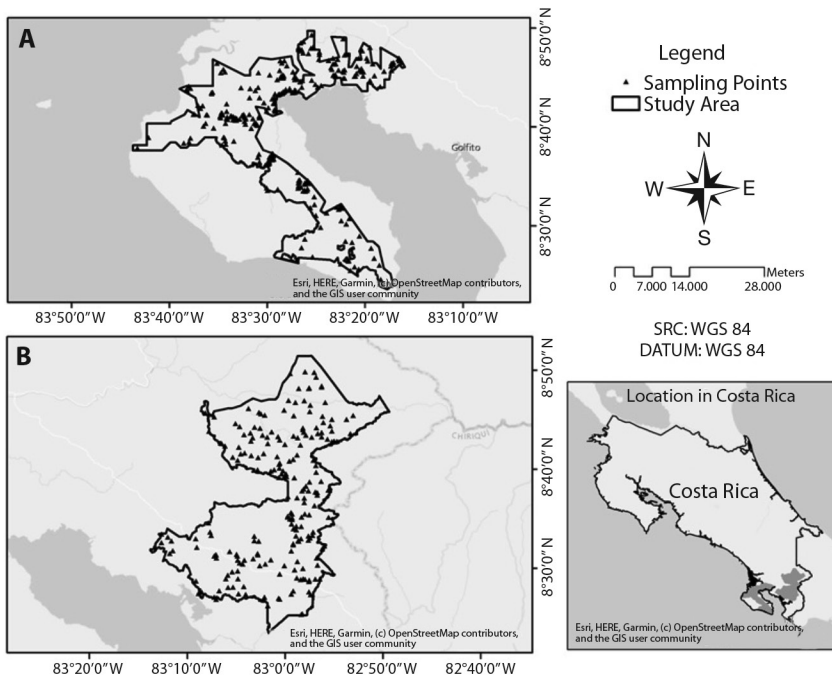 A
Golfito
Esri, HERE, Garmin, (c) OpenStreetMap contributors,
and the GIS user community
8°50'0"N
8°40'0"N
8°30'0"N
83°50'0"W 83°40'0"W 83°30'0"W 83°20'0"W 83°10'0"W
B
CHIRIQUI
Esri, HERE, Garmin, (c) OpenStreetMap contributors,
and the GIS user community
8°50'0"N
8°40'0"N
8°30'0"N
83°20'0"W 83°10'0"W 83°0'0"W 82°50'0"W 82°40'0"W
Legend
Sampling Points
Study Area
N
W E
S
Meters
0 7.000 14.000 28.000
SRC: WGS 84
DATUM: WGS 84
Location in Costa Rica
Costa Rica
Esri, HERE, Garmin, (c) OpenStreetMap contributors,
and the GIS user community